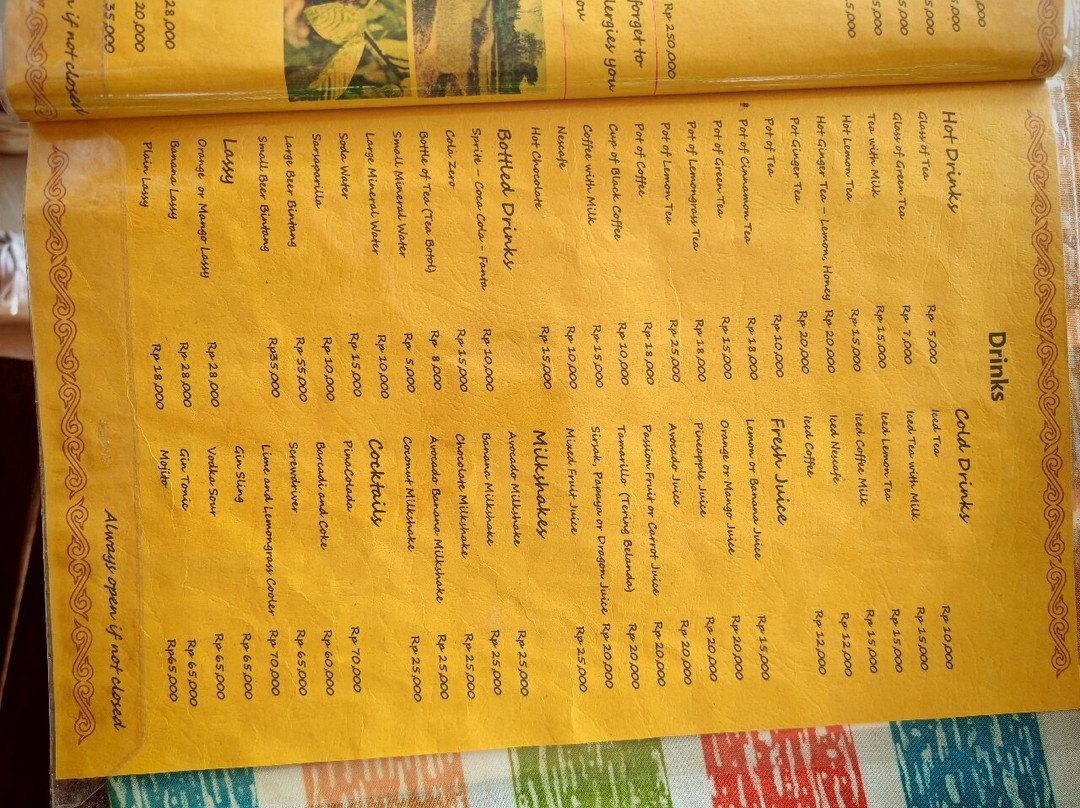 Rp 250,000
forget to
lergies you
ou
28,000
20,000
35,000
n if not closed
Drinks
Hot Drinks
Glass of Tea Rp 5,000
Glass of Green Tea Rp 7,000
Tea with Milk Rp 15,000
Hot Lemon Tea Rp 15,000
Hot Ginger Tea – Lemon, Honey Rp 20,000
Pot Ginger Tea Rp 20,000
Pot of Tea Rp 10,000
Pot of Cinnamon Tea Rp 18,000
Pot of Green Tea Rp 15,000
Pot of Lemongrass Tea Rp 18,000
Pot of Lemon Tea Rp 25,000
Pot of Coffee Rp 18,000
Cup of Black Coffee Rp 10,000
Coffee with Milk Rp 15,000
Nescafe Rp 10,000
Hot Chocolate Rp 15,000
Bottled Drinks
Sprite – Coca Cola - Fanta Rp 10,000
Cola Zero Rp 15,000
Bottle of Tea (Tea Botol) Rp 8,000
Small Mineral Water Rp 5,000
Large Mineral Water Rp 10,000
Soda Water Rp 15,000
Sarsaparilla Rp 10,000
Large Beer Bintang Rp 55,000
Small Beer Bintang Rp35,000
Lassy
Orange or Mango Lassy Rp 28,000
Banana Lassy Rp 28,000
Plain Lassy Rp 18,000
Cold Drinks
Iced Tea Rp 10,000
Iced Tea with Milk Rp 15,000
Iced Lemon Tea Rp 15,000
Iced Coffee Milk Rp 15,000
Iced Nescafe Rp 12,000
Iced Coffee Rp 12,000
Fresh Juice
Lemon or Banana Juice Rp 15,000
Orange or Mango Juice Rp 20,000
Pineapple Juice Rp 20,000
Avocado Juice Rp 20,000
Passion Fruit or Carrot Juice Rp 20,000
Tamarillo (Tering Belanda) Rp 20,000
Sirsak, Papaya or Dragon Juice Rp 20,000
Mixed Fruit Juice Rp 25,000
Milkshakes
Avocado Milkshake Rp 25,000
Banana Milkshake Rp 25,000
Chocolate Milkshake Rp 25,000
Avocado Banana Milkshake Rp 25,000
Coconut Milkshake Rp 25,000
Cocktails
PinaColada Rp 70,000
Barcadi and Coke Rp 60,000
Screwdriver Rp 65,000
Lime and Lemongrass Cooler Rp 70,000
Gin Sling Rp 65,000
Vodka Sour Rp 65,000
Gin Tonic Rp 65,000
Mojito Rp65,000
Always open if not closed